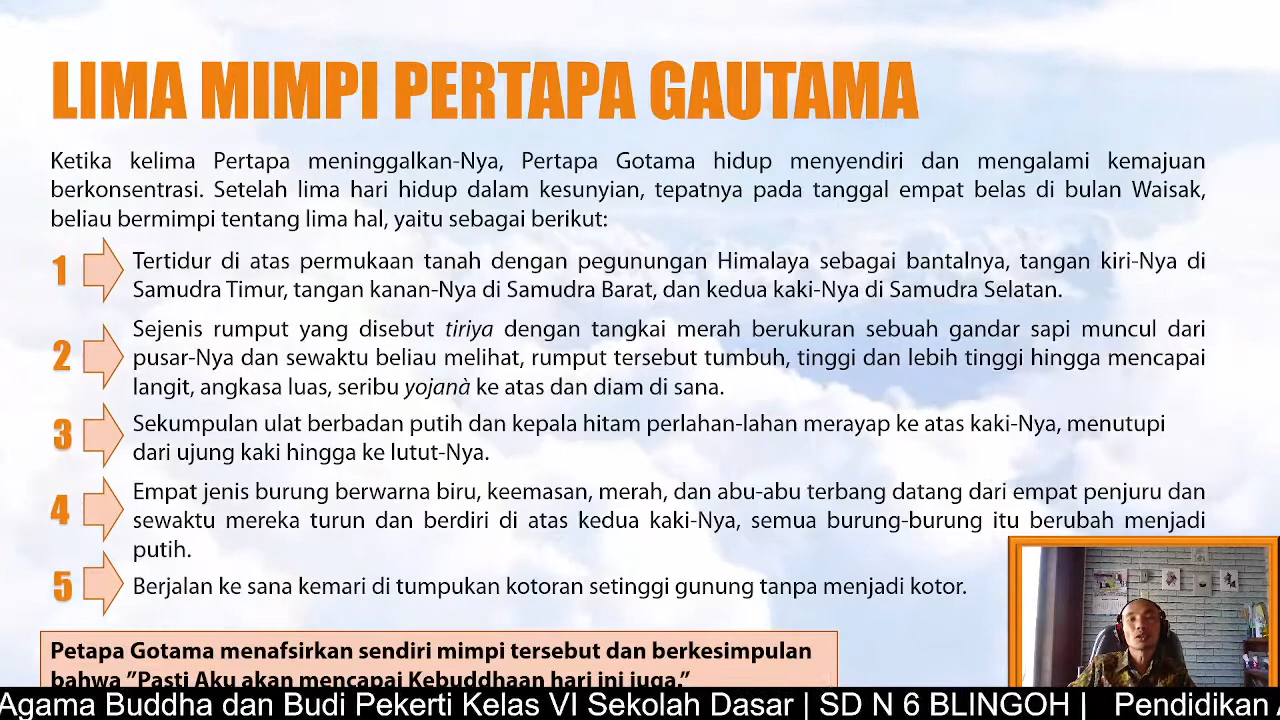 LIMA MIMPI PERTAPA GAUTAMA
Ketika kelima Pertapa meninggalkan-Nya, Pertapa Gotama hidup menyendiri dan mengalami kemajuan
berkonsentrasi. Setelah lima hari hidup dalam kesunyian, tepatnya pada tanggal empat belas di bulan Waisak,
beliau bermimpi tentang lima hal, yaitu sebagai berikut:
1 Tertidur di atas permukaan tanah dengan pegunungan Himalaya sebagai bantalnya, tangan kiri-Nya di
Samudra Timur, tangan kanan-Nya di Samudra Barat, dan kedua kaki-Nya di Samudra Selatan.
2 Sejenis rumput yang disebut tiriya dengan tangkai merah berukuran sebuah gandar sapi muncul dari
pusar-Nya dan sewaktu beliau melihat, rumput tersebut tumbuh, tinggi dan lebih tinggi hingga mencapai
langit, angkasa luas, seribu yojanà ke atas dan diam di sana.
3 Sekumpulan ulat berbadan putih dan kepala hitam perlahan-lahan merayap ke atas kaki-Nya, menutupi
dari ujung kaki hingga ke lutut-Nya.
4 Empat jenis burung berwarna biru, keemasan, merah, dan abu-abu terbang datang dari empat penjuru dan
sewaktu mereka turun dan berdiri di atas kedua kaki-Nya, semua burung-burung itu berubah menjadi
putih.
5 Berjalan ke sana kemari di tumpukan kotoran setinggi gunung tanpa menjadi kotor.
Petapa Gotama menafsirkan sendiri mimpi tersebut dan berkesimpulan
bahwa ”Pasti Aku akan mencapai Kebuddhaan hari ini juga.”
Agama Buddha dan Budi Pekerti Kelas VI Sekolah Dasar | SD N 6 BLINGOH | Pendidikan A